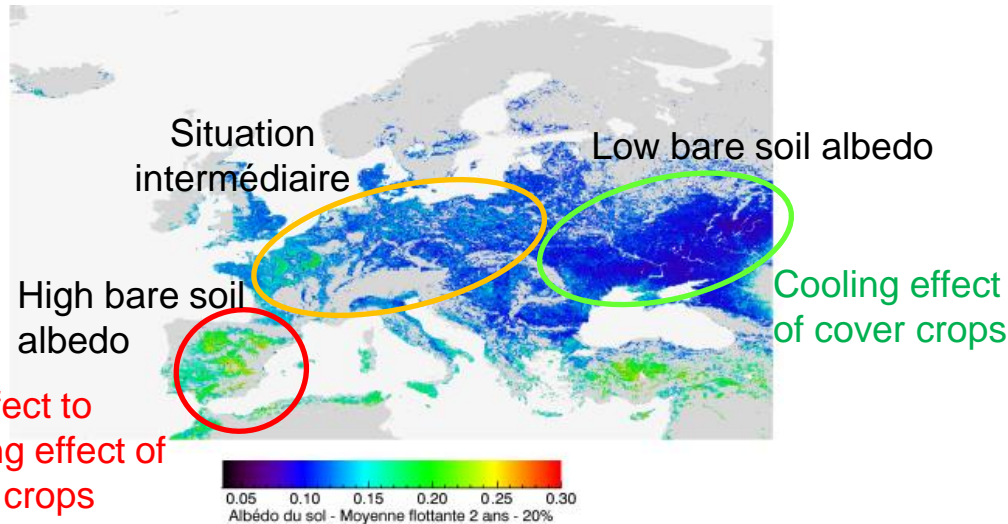 Situation
intermédiaire
Low bare soil albedo
High bare soil
albedo
Cooling effect
of cover crops
to
effect of
crops
0.05 0.10 0.15 0.20 0.25 0.30
Albédo du sol - Moyenne flottante 2 ans - 20%